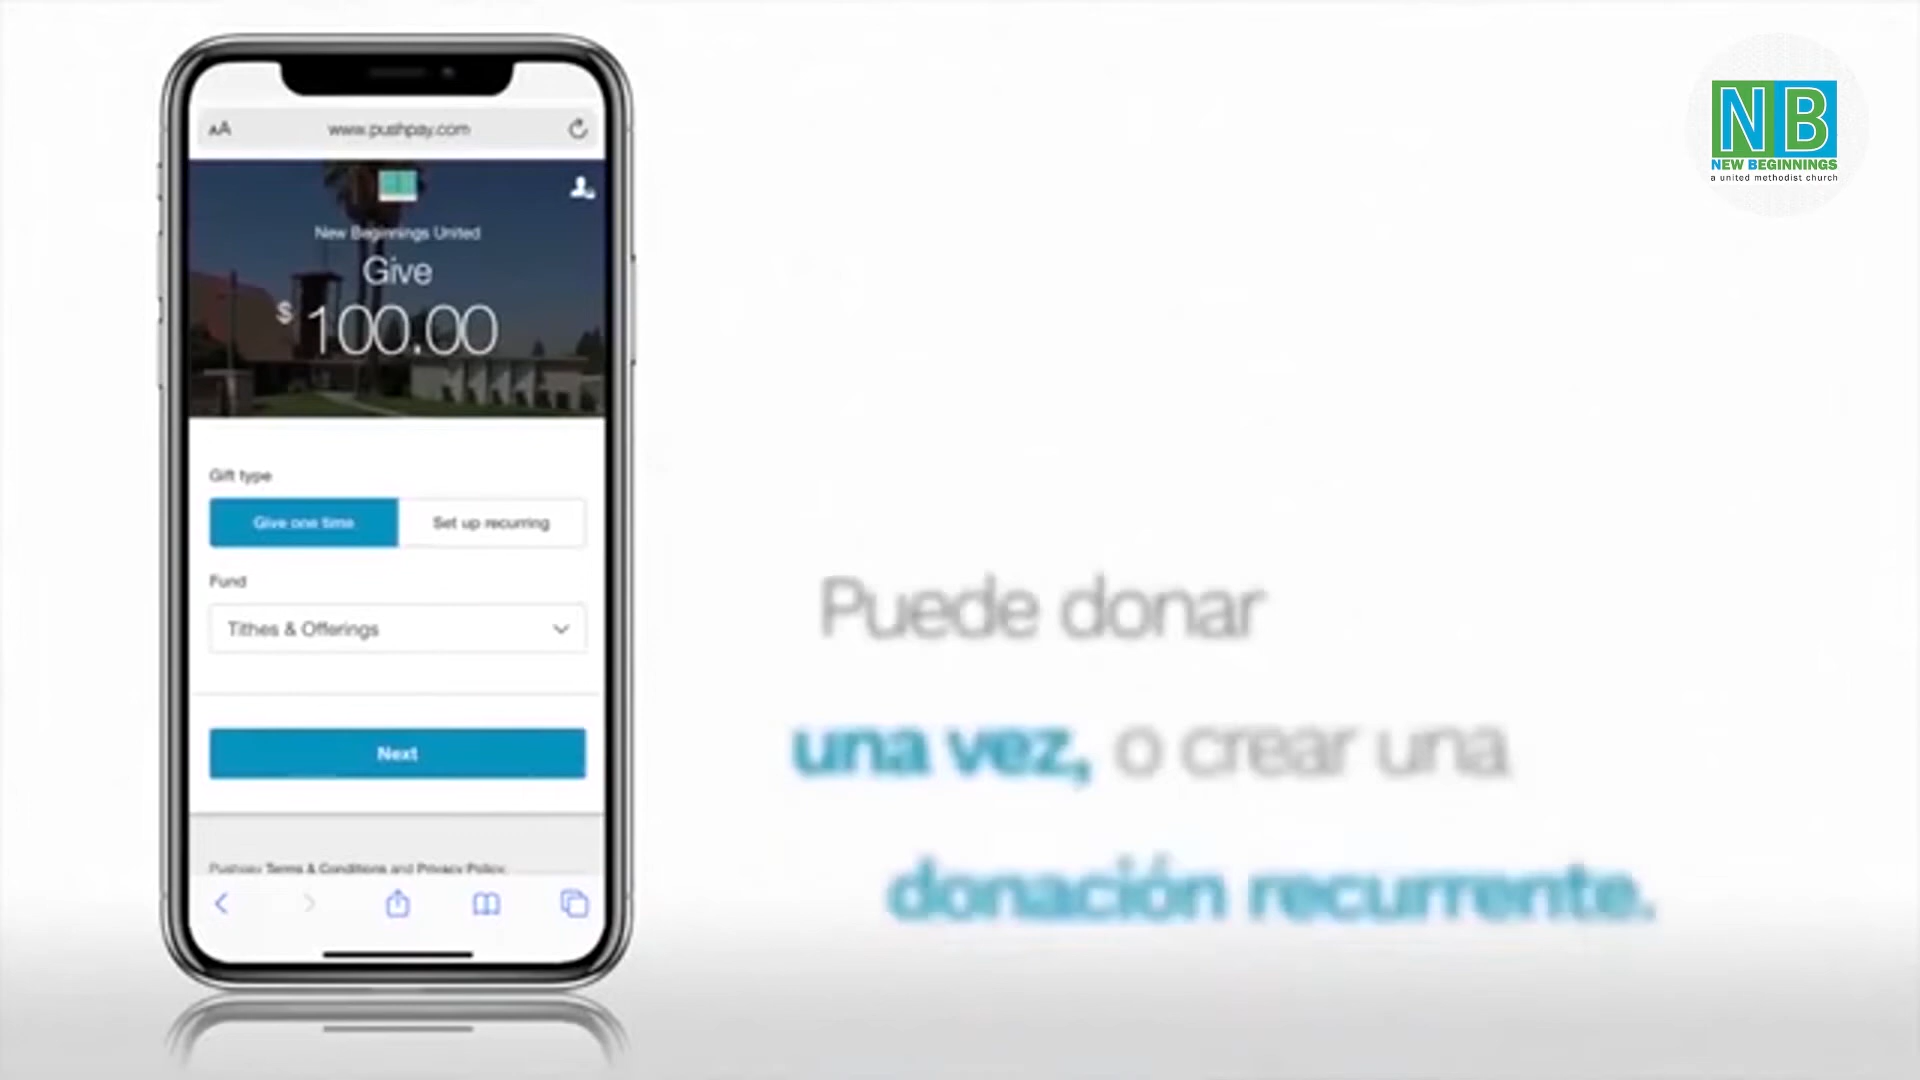 AA www.pushpay.com
New Beginnings United
Give
$ 100.00
Gift type
Give one time Set up recurring
Fund
Tithes & Offerings
Next
Pushpay Terms & Conditions and Privacy Policy.
Puede donar
una vez, o crear una
donación recurrente.
NB
NEW BEGINNINGS
a united methodist church